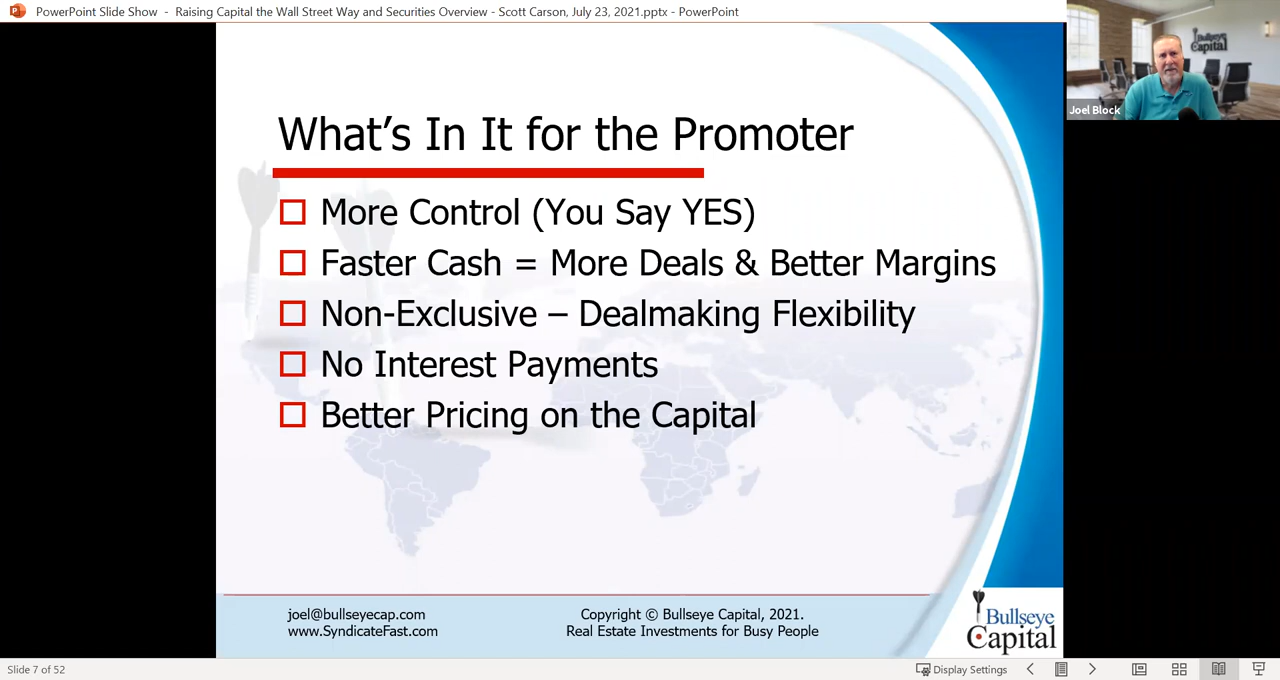 PowerPoint Slide Show - Raising Capital the Wall Street Way and Securities Overview - Scott Carson, July 23, 2021.pptx - PowerPoint
Bullseye
Capital
Joel Block
What's In It for the Promoter
More Control (You Say YES)
Faster Cash = More Deals & Better Margins
Non-Exclusive – Dealmaking Flexibility
No Interest Payments
Better Pricing on the Capital
joel@bullseyecap.com
www.SyndicateFast.com
Copyright © Bullseye Capital, 2021.
Real Estate Investments for Busy People
Bullseye
Capital
Slide 7 of 52
Display Settings